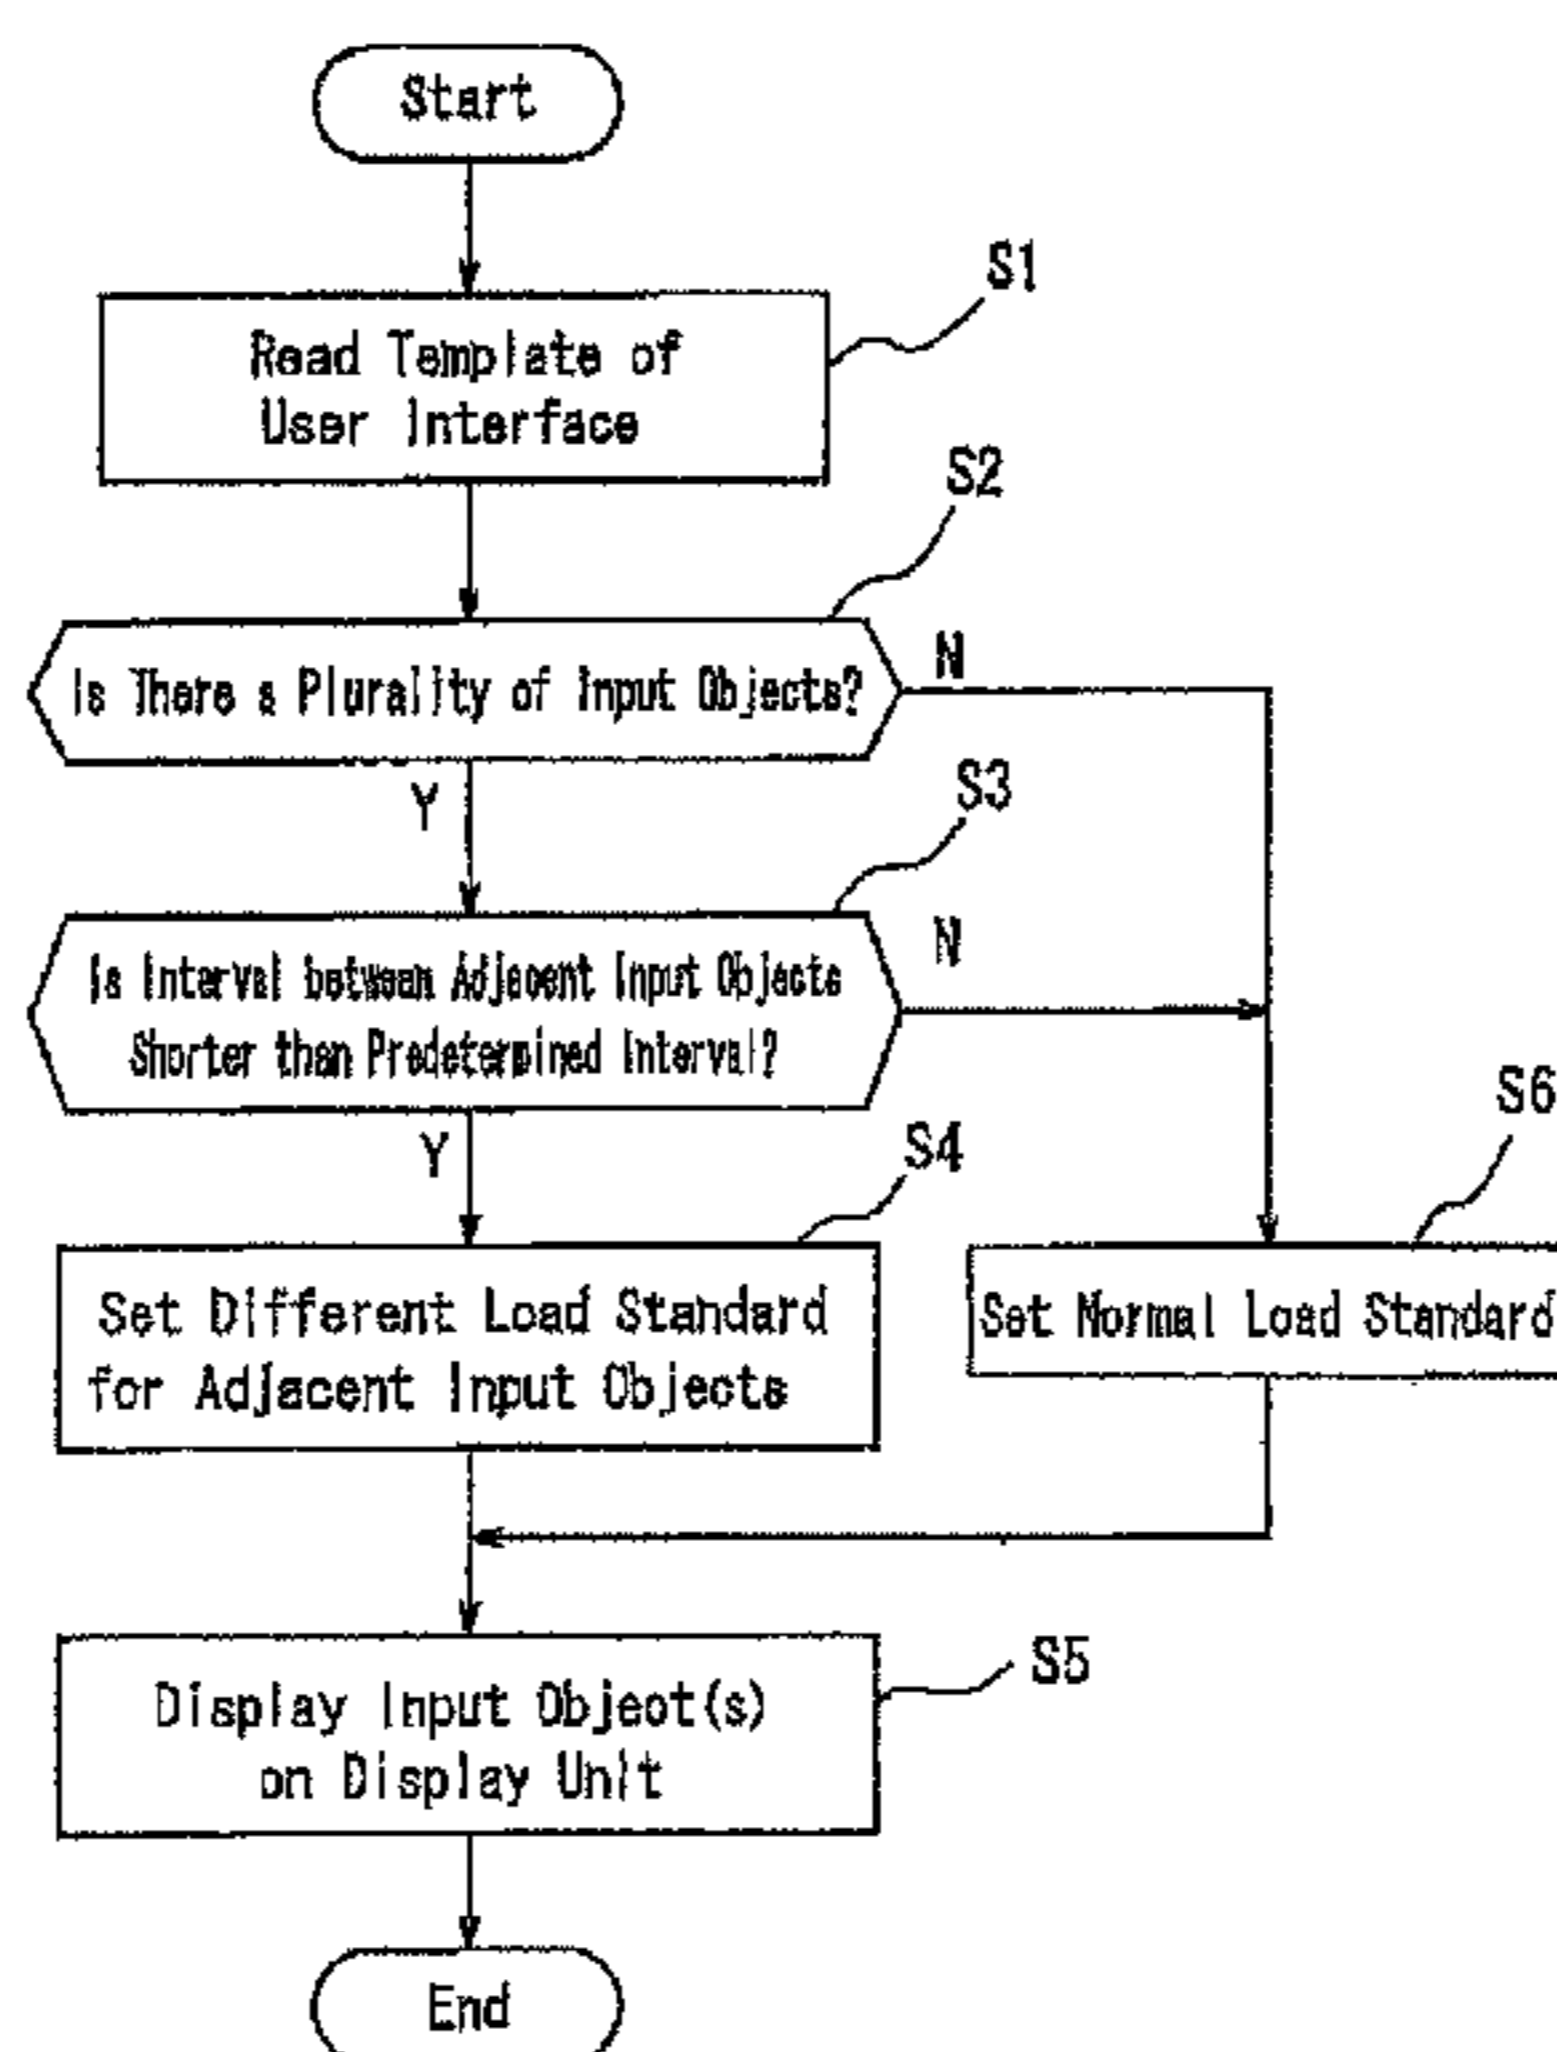 Start
S1
Read Template of
User Interface
S2
Is There a Plurality of Input Objects?
N
Y
S3
Is Interval between Adjacent Input Objects
Shorter than Predetermined Interval?
N
Y
S4
Set Different Load Standard
for Adjacent Input Objects
S6
Set Normal Load Standard
S5
Display Input Object(s)
on Display Unit
End